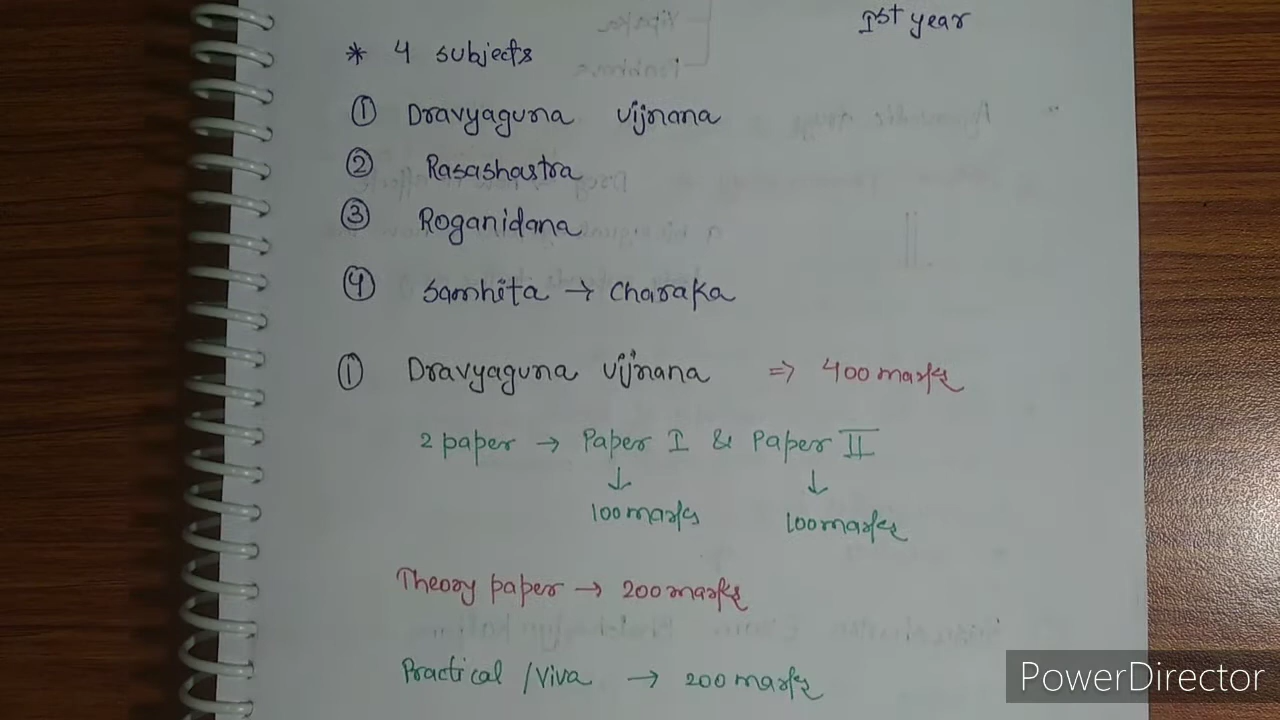 Ist year
* 4 subjects
① Dravyaguna vijnana
② Rasashastra
③ Roganidana
④ Samhita → Charaka
① Dravyaguna vijnana => 400 marks
2 paper → Paper I & Paper II
↓ ↓
100 marks 100 marks
Theory paper → 200 marks
Practical / Viva → 200 marks
PowerDirector